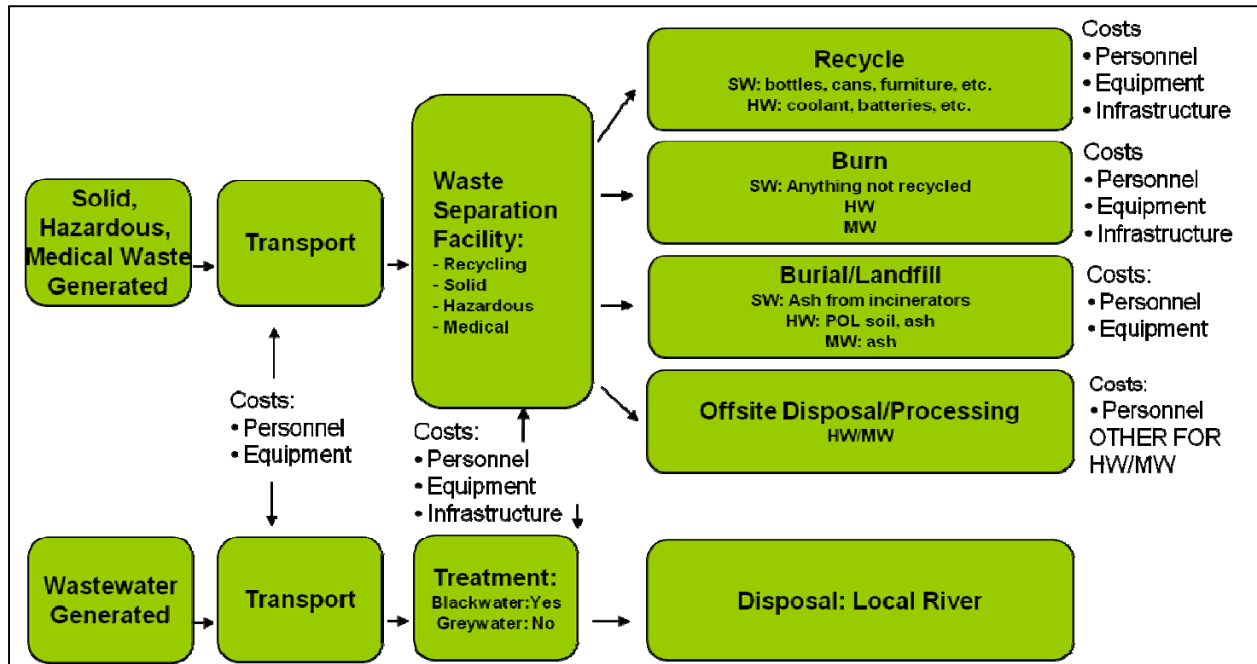 Solid,
Hazardous,
Medical Waste
Generated
Transport
Waste
Separation
Facility:
- Recycling
- Solid
- Hazardous
- Medical
Recycle
SW: bottles, cans, furniture, etc.
HW: coolant, batteries, etc.
Costs
• Personnel
• Equipment
• Infrastructure
Burn
SW: Anything not recycled
HW
MW
Costs
• Personnel
• Equipment
• Infrastructure
Burial/Landfill
SW: Ash from incinerators
HW: POL soil, ash
MW: ash
Costs:
• Personnel
• Equipment
Offsite Disposal/Processing
HW/MW
Costs:
• Personnel
OTHER FOR
HW/MW
Costs:
• Personnel
• Equipment
Costs:
• Personnel
• Equipment
• Infrastructure
Wastewater
Generated
Transport
Treatment:
Blackwater:Yes
Greywater: No
Disposal: Local River